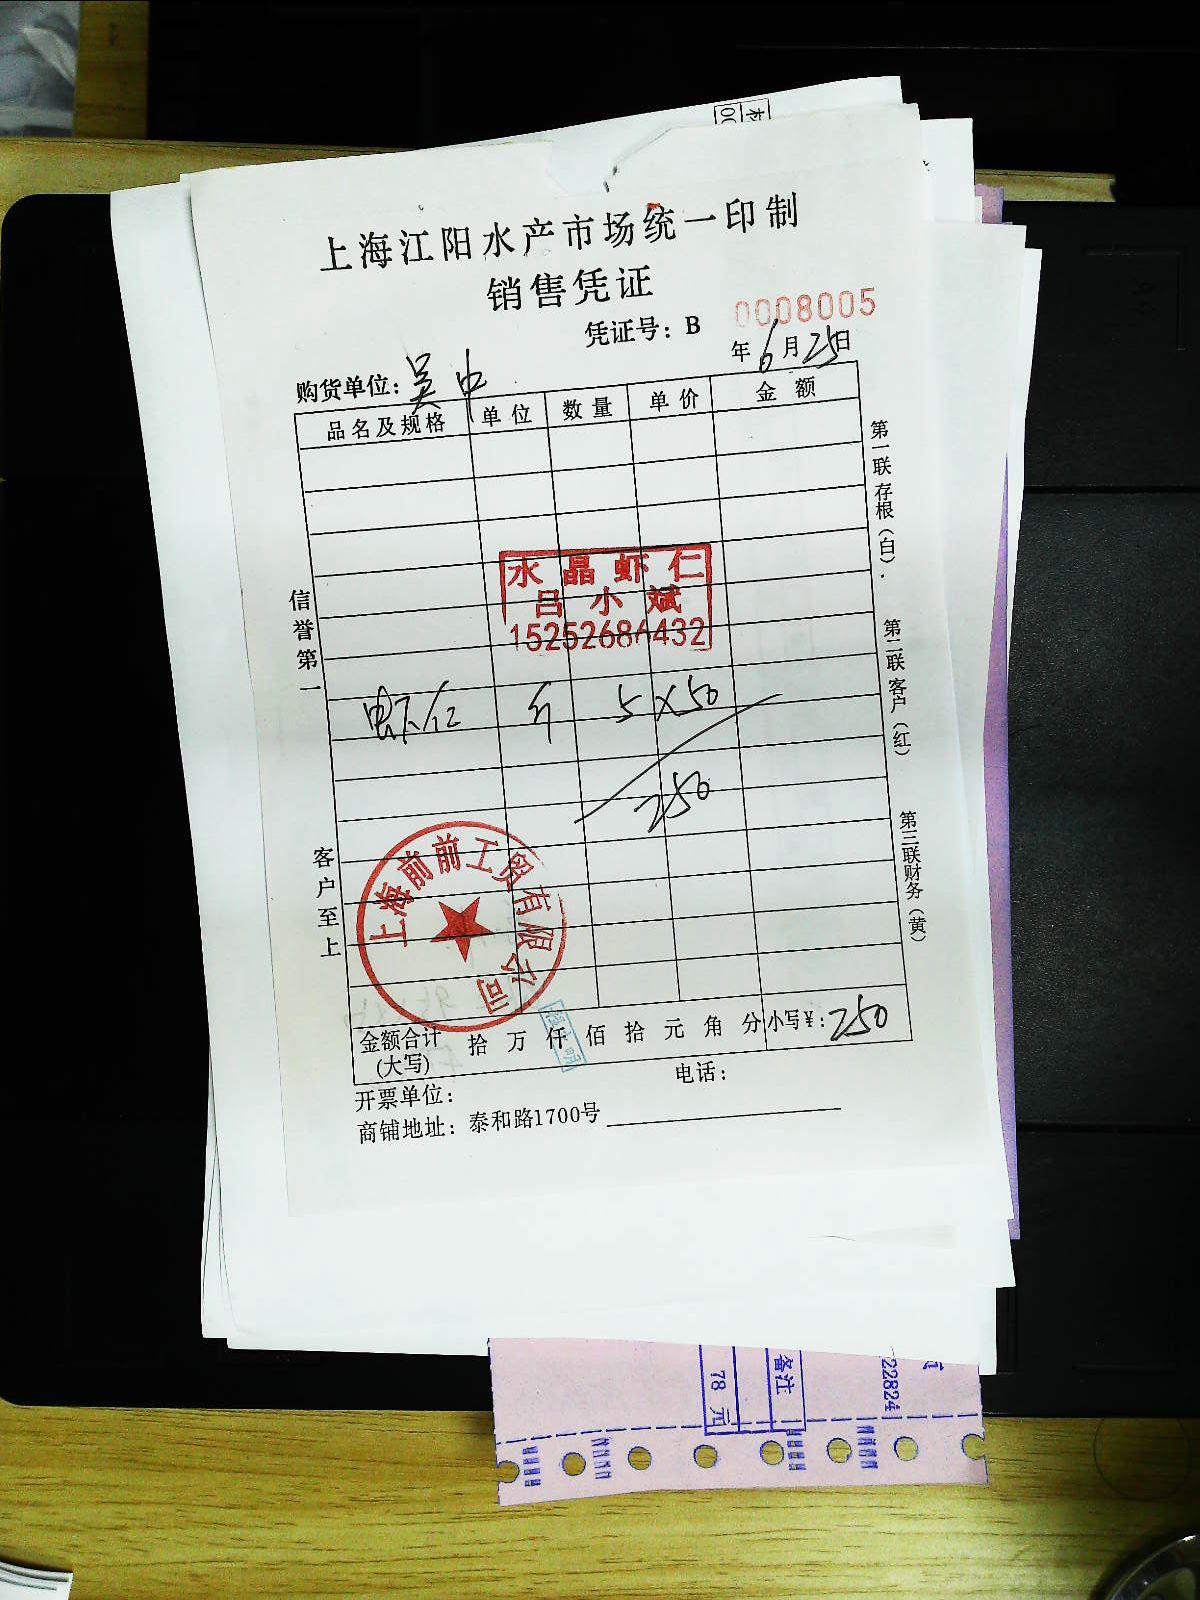 上海江阳水产市场统一印制
销售凭证
凭证号：B 0008005
年6月25日
购货单位：吴中
品名及规格 单位 数量 单价 金额
水晶虾仁
吕小斌
15252686432
虾仁 斤 5×50
250
上海前前工贸有限公司
金额合计(大写) 拾万仟佰拾元角分 小写¥：250
开票单位： 电话：
商铺地址：泰和路1700号
信誉第一
客户至上
第一联存根（白）.
第二联客户（红）
第三联财务（黄）
备注
78 元
22824